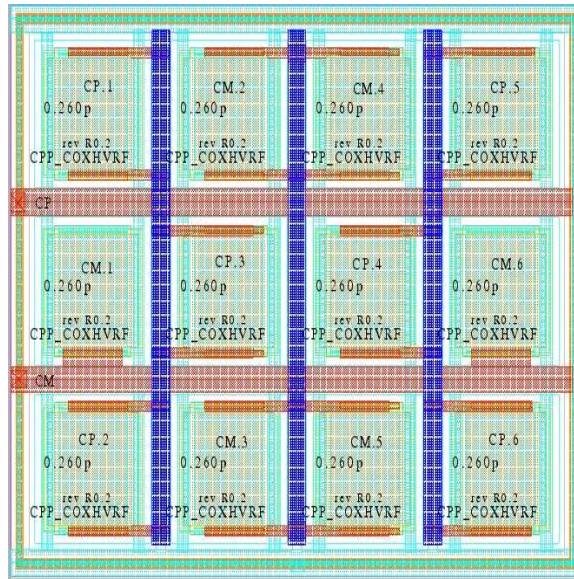 CP.1 CM.2 CM.4 CP.5
0.260p 0.260p 0.260p 0.260p
rev R0.2 rev R0.2 rev R0.2 rev R0.2
CPP_COXHVRF CPP_COXHVRF CPP_COXHVRF CPP_COXHVRF
CP
CM.1 CP.3 CP.4 CM.6
0.260p 0.260p 0.260p 0.260p
rev R0.2 rev R0.2 rev R0.2 rev R0.2
CPP_COXHVRF CPP_COXHVRF CPP_COXHVRF CPP_COXHVRF
CM
CP.2 CM.3 CM.5 CP.6
0.260p 0.260p 0.260p 0.260p
rev R0.2 rev R0.2 rev R0.2 rev R0.2
CPP_COXHVRF CPP_COXHVRF CPP_COXHVRF CPP_COXHVRF